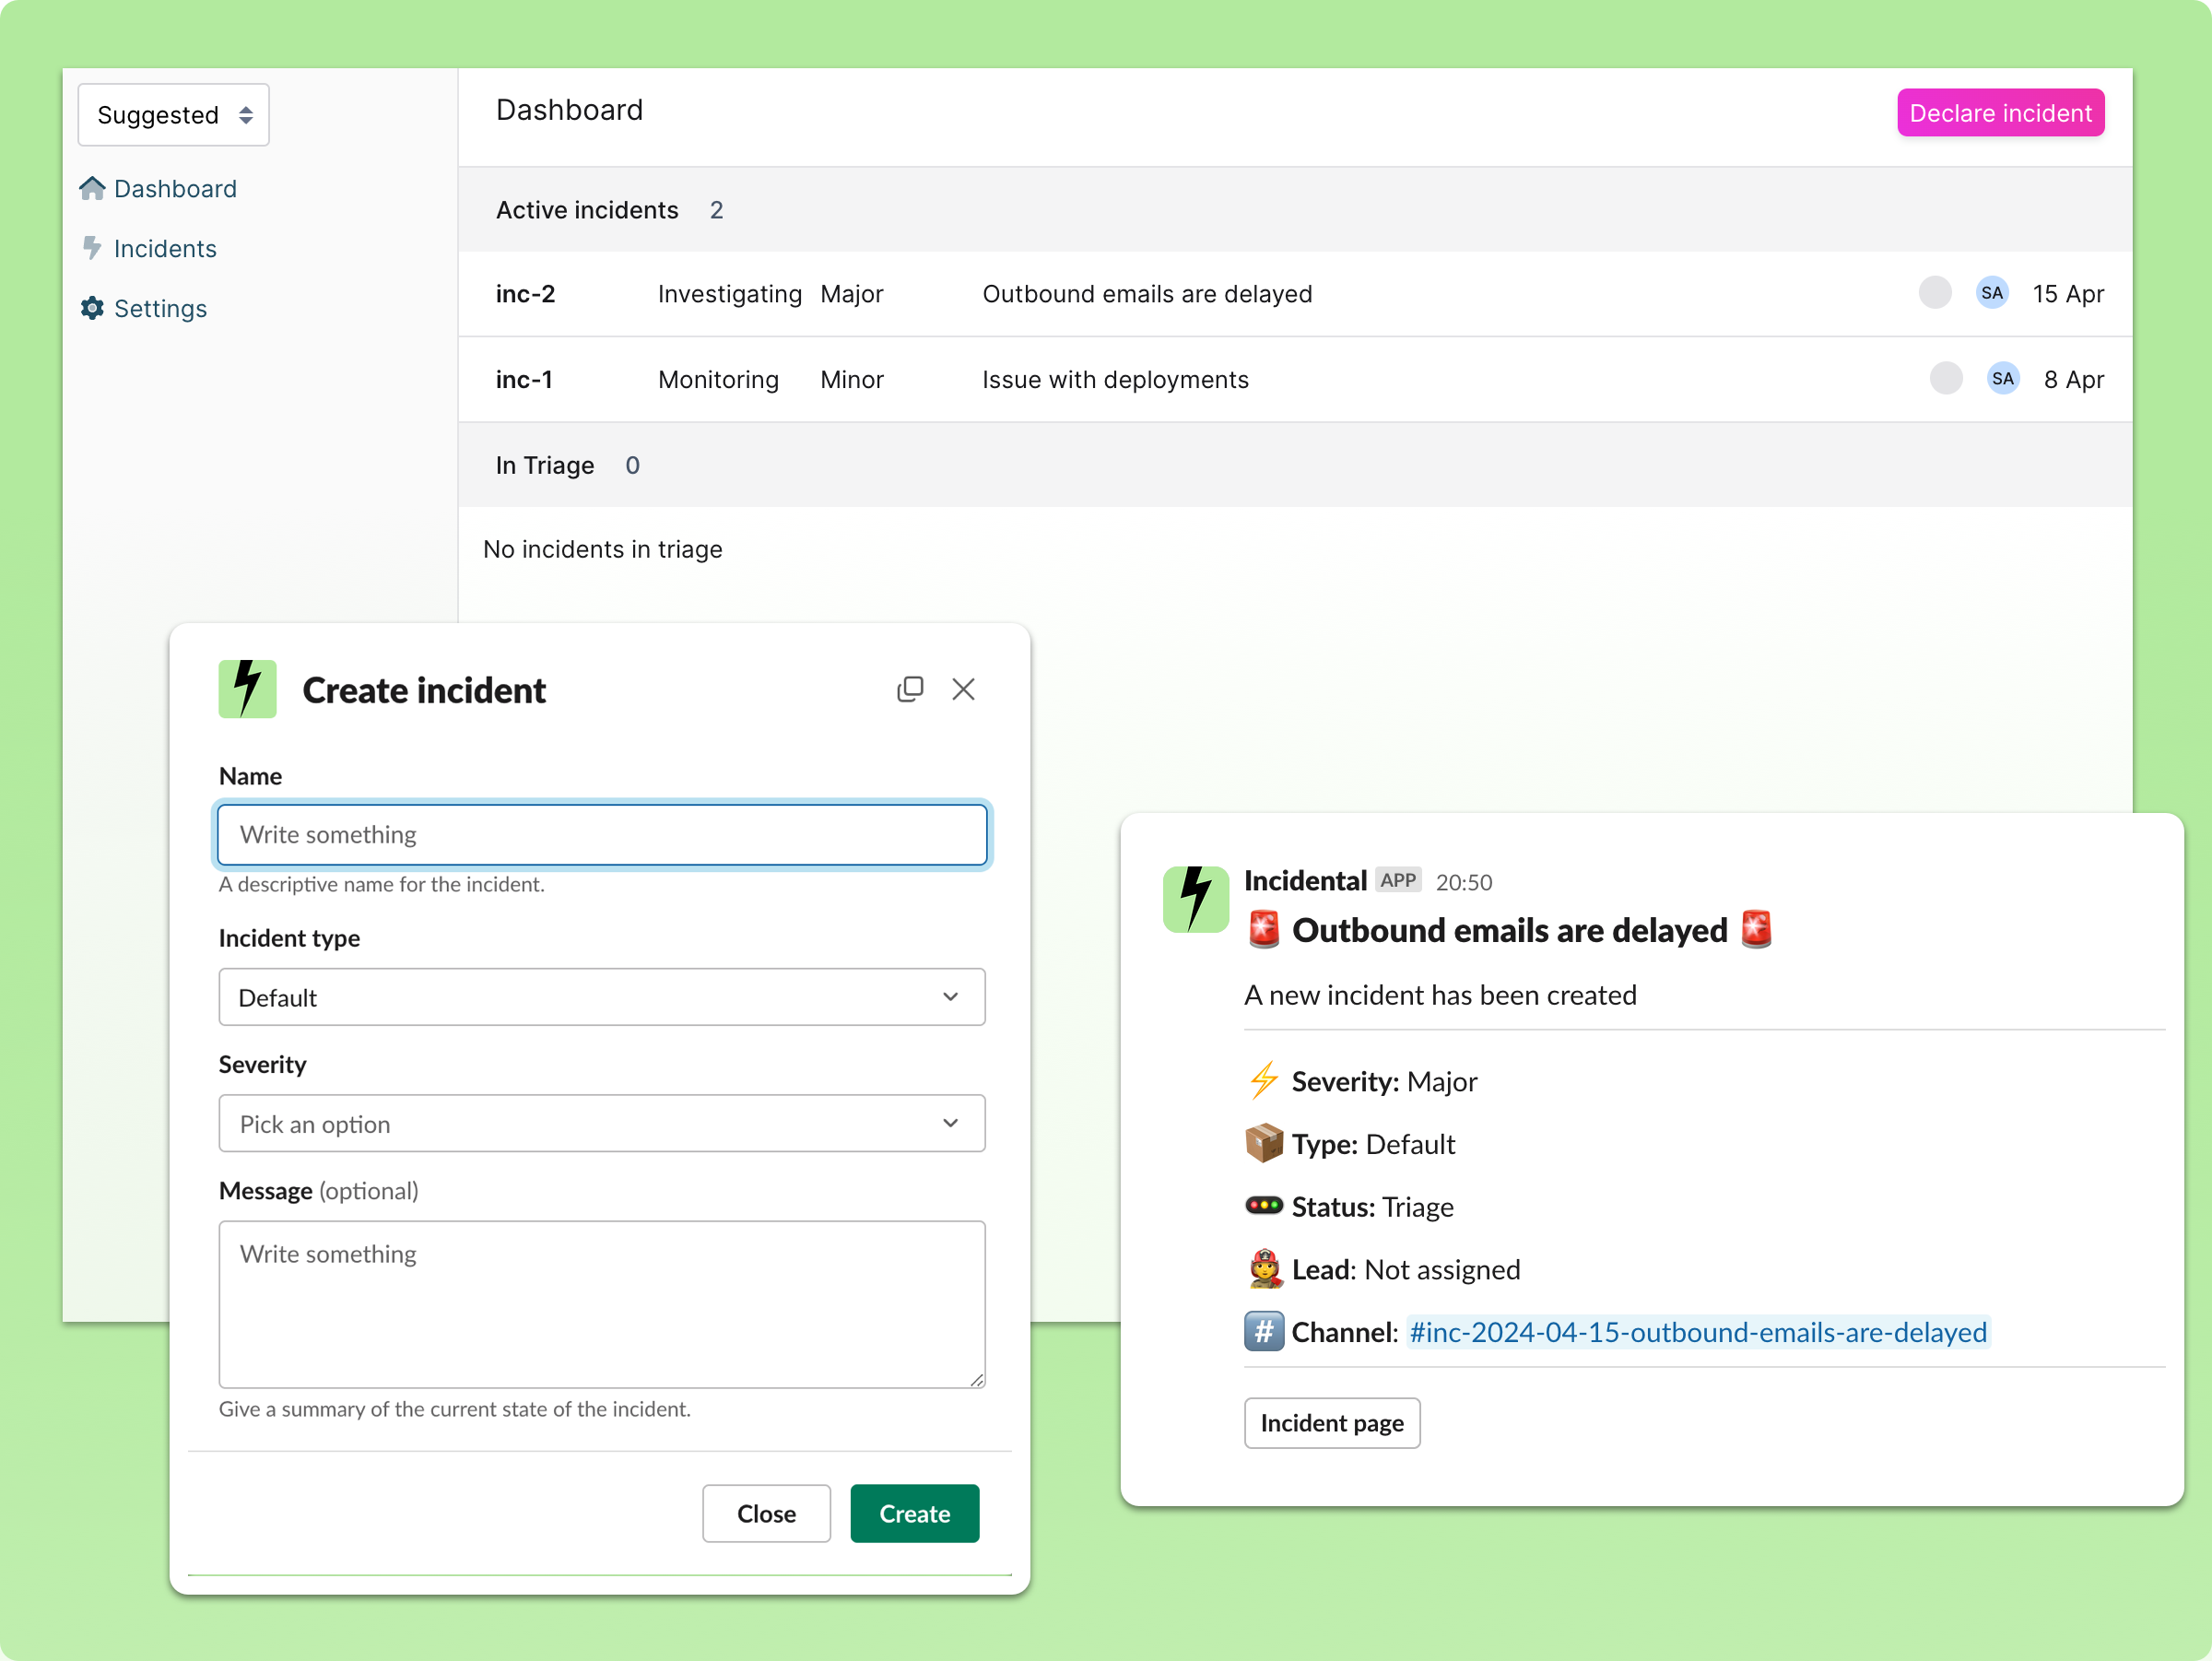 Suggested
Dashboard
Incidents
Settings
Dashboard
Declare incident
Active incidents 2
inc-2 Investigating Major Outbound emails are delayed SA 15 Apr
inc-1 Monitoring Minor Issue with deployments SA 8 Apr
In Triage 0
No incidents in triage
Create incident
Name
Write something
A descriptive name for the incident.
Incident type
Default
Severity
Pick an option
Message (optional)
Write something
Give a summary of the current state of the incident.
Close Create
Incidental APP 20:50
🚨 Outbound emails are delayed 🚨
A new incident has been created
⚡ Severity: Major
📦 Type: Default
🚥 Status: Triage
🧑‍🚒 Lead: Not assigned
#️⃣ Channel: #inc-2024-04-15-outbound-emails-are-delayed
Incident page